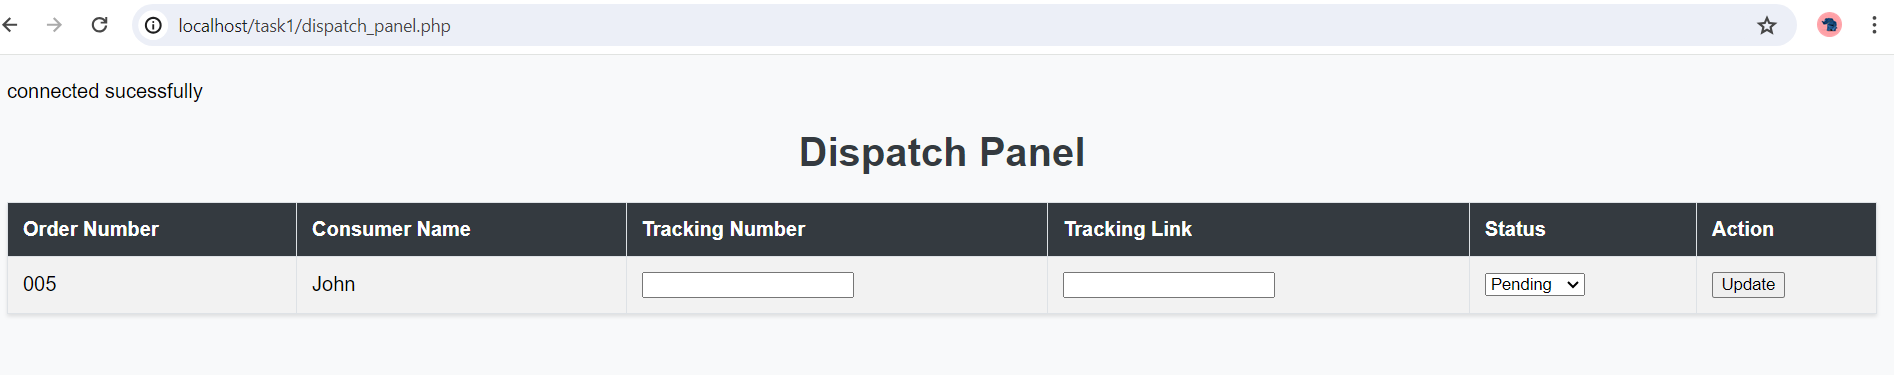 localhost/task1/dispatch_panel.php
connected sucessfully
Dispatch Panel
Order Number Consumer Name Tracking Number Tracking Link Status Action
005 John Pending Update